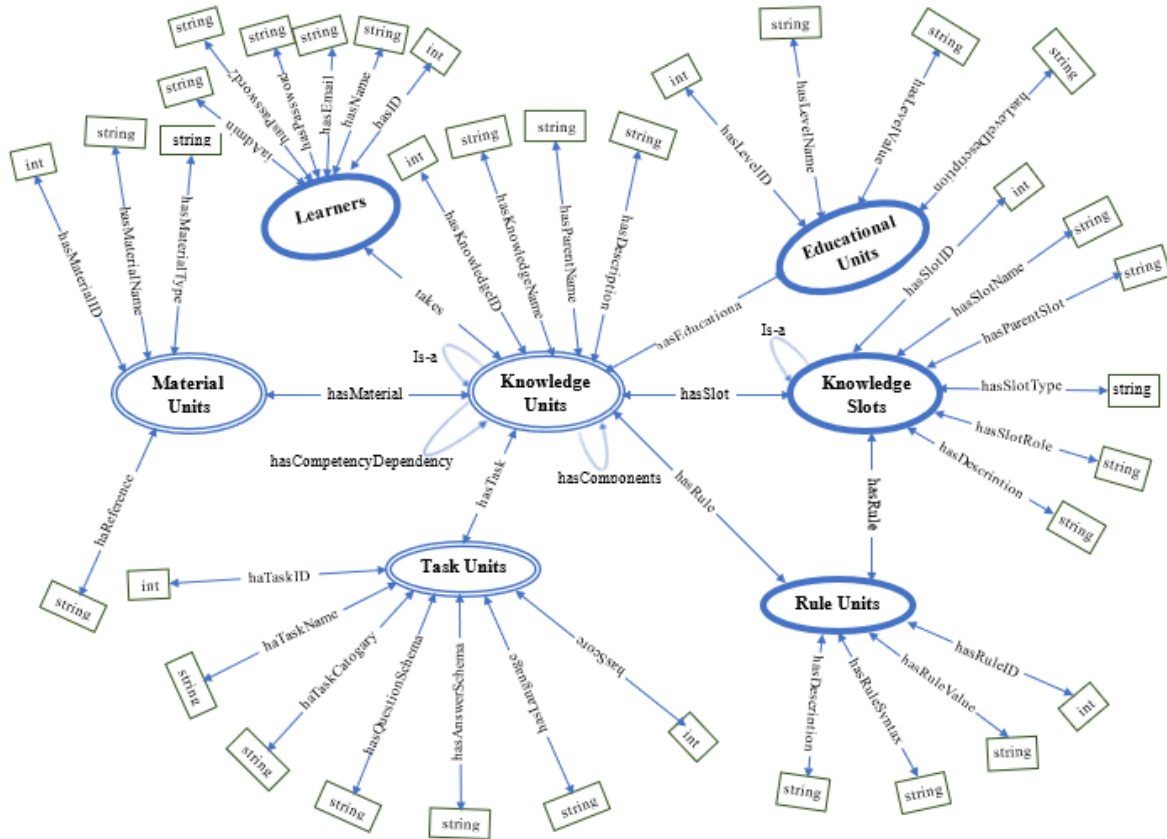 string
string
string
string
int
string
isAdmin
hasPassword2
hasPassword
hasEmail
hasName
hasID
Learners
int
string
string
hasMaterialID
hasMaterialName
hasMaterialType
Material
Units
haReference
string
int
string
string
string
hasKnowledgeID
hasKnowledgeName
hasParentName
hasDescription
takes
Is-a
Knowledge
Units
hasMaterial
hasCompetencyDependency
hasComponents
hasTask
hasRule
hasSlot
hasEducationa
int
string
string
string
hasLevelID
hasLevelName
hasLevelValue
hasLevelDescription
Educational
Units
Is-a
Knowledge
Slots
int
string
string
string
string
string
hasSlotID
hasSlotName
hasParentSlot
hasSlotType
hasSlotRole
hasDescription
hasRule
Rule Units
hasDescription
hasRuleSyntax
hasRuleValue
hasRuleID
string
string
string
int
Task Units
int
haTaskID
haTaskName
haTaskCatogary
hasQuestionSchema
hasAnswerSchema
hasLanguage
hasScore
string
string
string
string
string
int